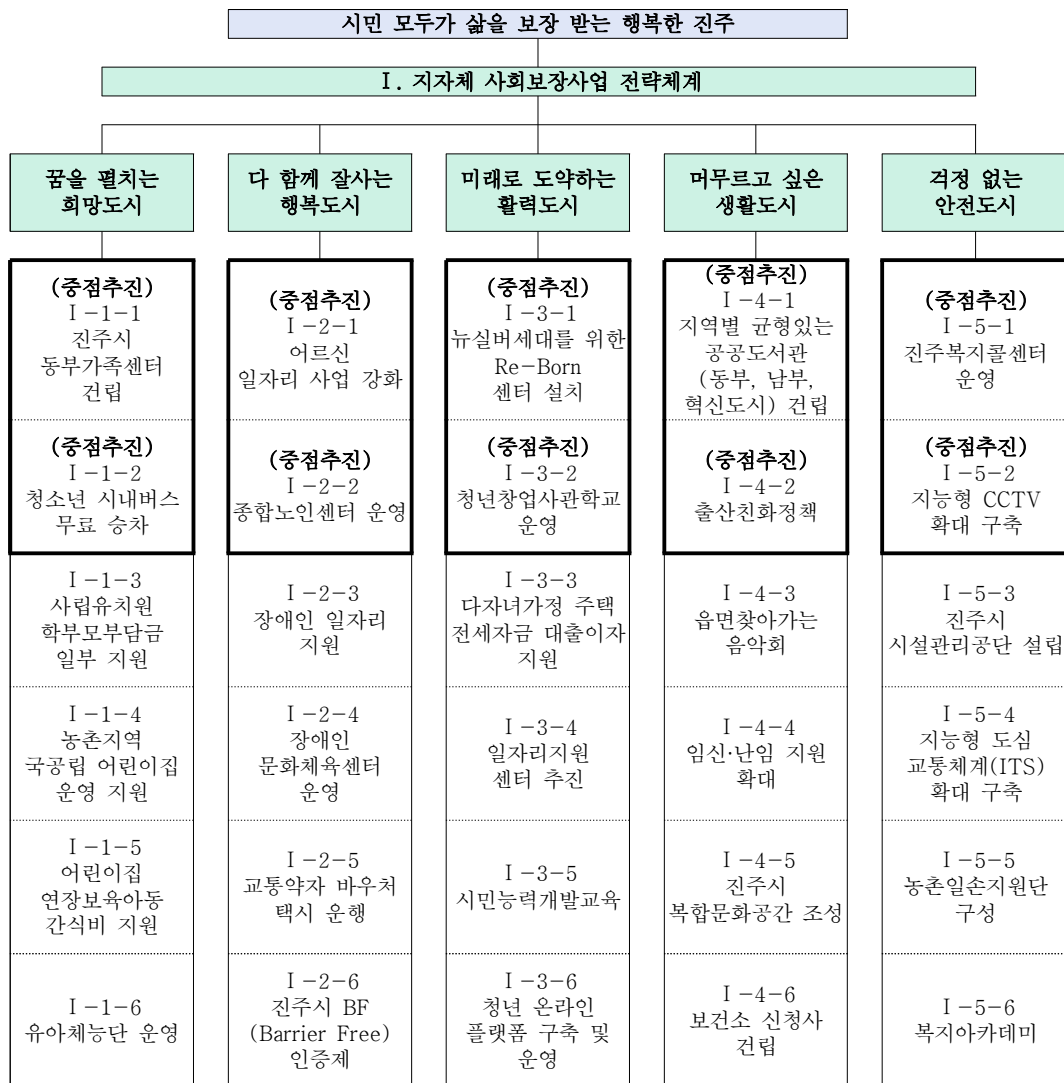 시민 모두가 삶을 보장 받는 행복한 진주
Ⅰ. 지자체 사회보장사업 전략체계
꿈을 펼치는
희망도시
(중점추진)
Ⅰ-1-1
진주시
동부가족센터
건립
(중점추진)
Ⅰ-1-2
청소년 시내버스
무료 승차
Ⅰ-1-3
사립유치원
학부모부담금
일부 지원
Ⅰ-1-4
농촌지역
국공립 어린이집
운영 지원
Ⅰ-1-5
어린이집
연장보육아동
간식비 지원
Ⅰ-1-6
유아체능단 운영
다 함께 잘사는
행복도시
(중점추진)
Ⅰ-2-1
어르신
일자리 사업 강화
(중점추진)
Ⅰ-2-2
종합노인센터 운영
Ⅰ-2-3
장애인 일자리
지원
Ⅰ-2-4
장애인
문화체육센터
운영
Ⅰ-2-5
교통약자 바우처
택시 운행
Ⅰ-2-6
진주시 BF
(Barrier Free)
인증제
미래로 도약하는
활력도시
(중점추진)
Ⅰ-3-1
뉴실버세대를 위한
Re-Born
센터 설치
(중점추진)
Ⅰ-3-2
청년창업사관학교
운영
Ⅰ-3-3
다자녀가정 주택
전세자금 대출이자
지원
Ⅰ-3-4
일자리지원
센터 추진
Ⅰ-3-5
시민능력개발교육
Ⅰ-3-6
청년 온라인
플랫폼 구축 및
운영
머무르고 싶은
생활도시
(중점추진)
Ⅰ-4-1
지역별 균형있는
공공도서관
(동부, 남부,
혁신도시) 건립
(중점추진)
Ⅰ-4-2
출산친화정책
Ⅰ-4-3
읍면찾아가는
음악회
Ⅰ-4-4
임신·난임 지원
확대
Ⅰ-4-5
진주시
복합문화공간 조성
Ⅰ-4-6
보건소 신청사
건립
걱정 없는
안전도시
(중점추진)
Ⅰ-5-1
진주복지콜센터
운영
(중점추진)
Ⅰ-5-2
지능형 CCTV
확대 구축
Ⅰ-5-3
진주시
시설관리공단 설립
Ⅰ-5-4
지능형 도심
교통체계(ITS)
확대 구축
Ⅰ-5-5
농촌일손지원단
구성
Ⅰ-5-6
복지아카데미